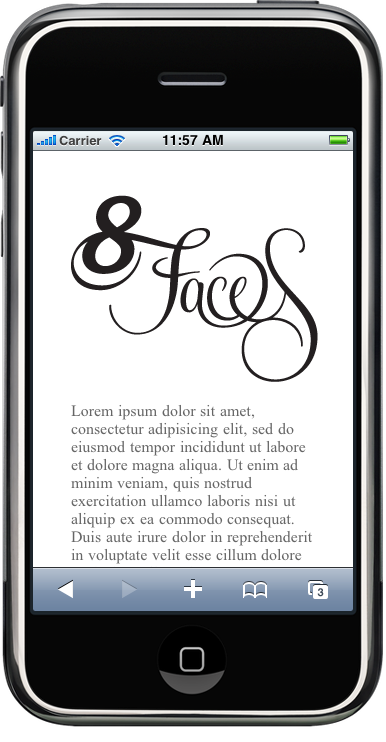 Carrier
11:57 AM
8 Faces
Lorem ipsum dolor sit amet,
consectetur adipisicing elit, sed do
eiusmod tempor incididunt ut labore
et dolore magna aliqua. Ut enim ad
minim veniam, quis nostrud
exercitation ullamco laboris nisi ut
aliquip ex ea commodo consequat.
Duis aute irure dolor in reprehenderit
in voluptate velit esse cillum dolore
3